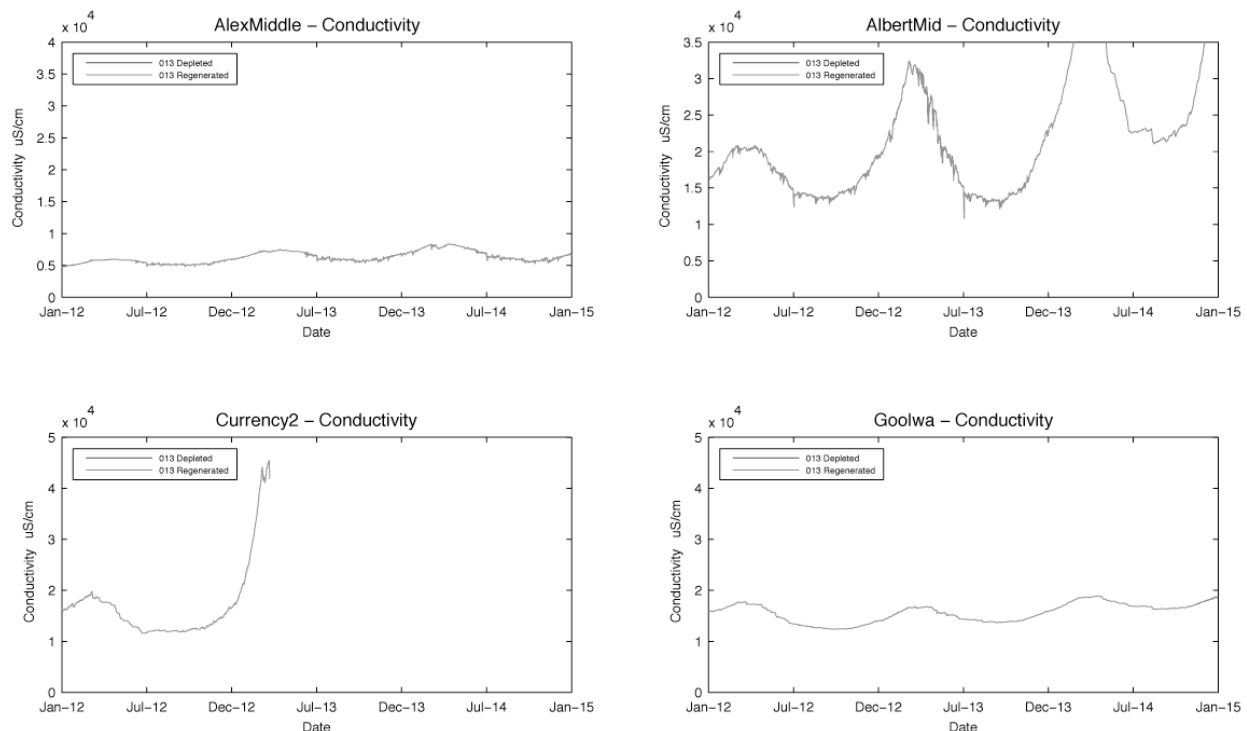 AlexMiddle – Conductivity
x 10^4
013 Depleted
013 Regenerated
4
3.5
3
2.5
2
1.5
1
0.5
0
Conductivity uS/cm
Jan–12 Jul–12 Dec–12 Jul–13 Dec–13 Jul–14 Jan–15
Date
AlbertMid – Conductivity
x 10^4
013 Depleted
013 Regenerated
3.5
3
2.5
2
1.5
1
0.5
0
Conductivity uS/cm
Jan–12 Jul–12 Dec–12 Jul–13 Dec–13 Jul–14 Jan–15
Date
Currency2 – Conductivity
x 10^4
013 Depleted
013 Regenerated
5
4
3
2
1
0
Conductivity uS/cm
Jan–12 Jul–12 Dec–12 Jul–13 Dec–13 Jul–14 Jan–15
Date
Goolwa – Conductivity
x 10^4
013 Depleted
013 Regenerated
5
4
3
2
1
0
Conductivity uS/cm
Jan–12 Jul–12 Dec–12 Jul–13 Dec–13 Jul–14 Jan–15
Date